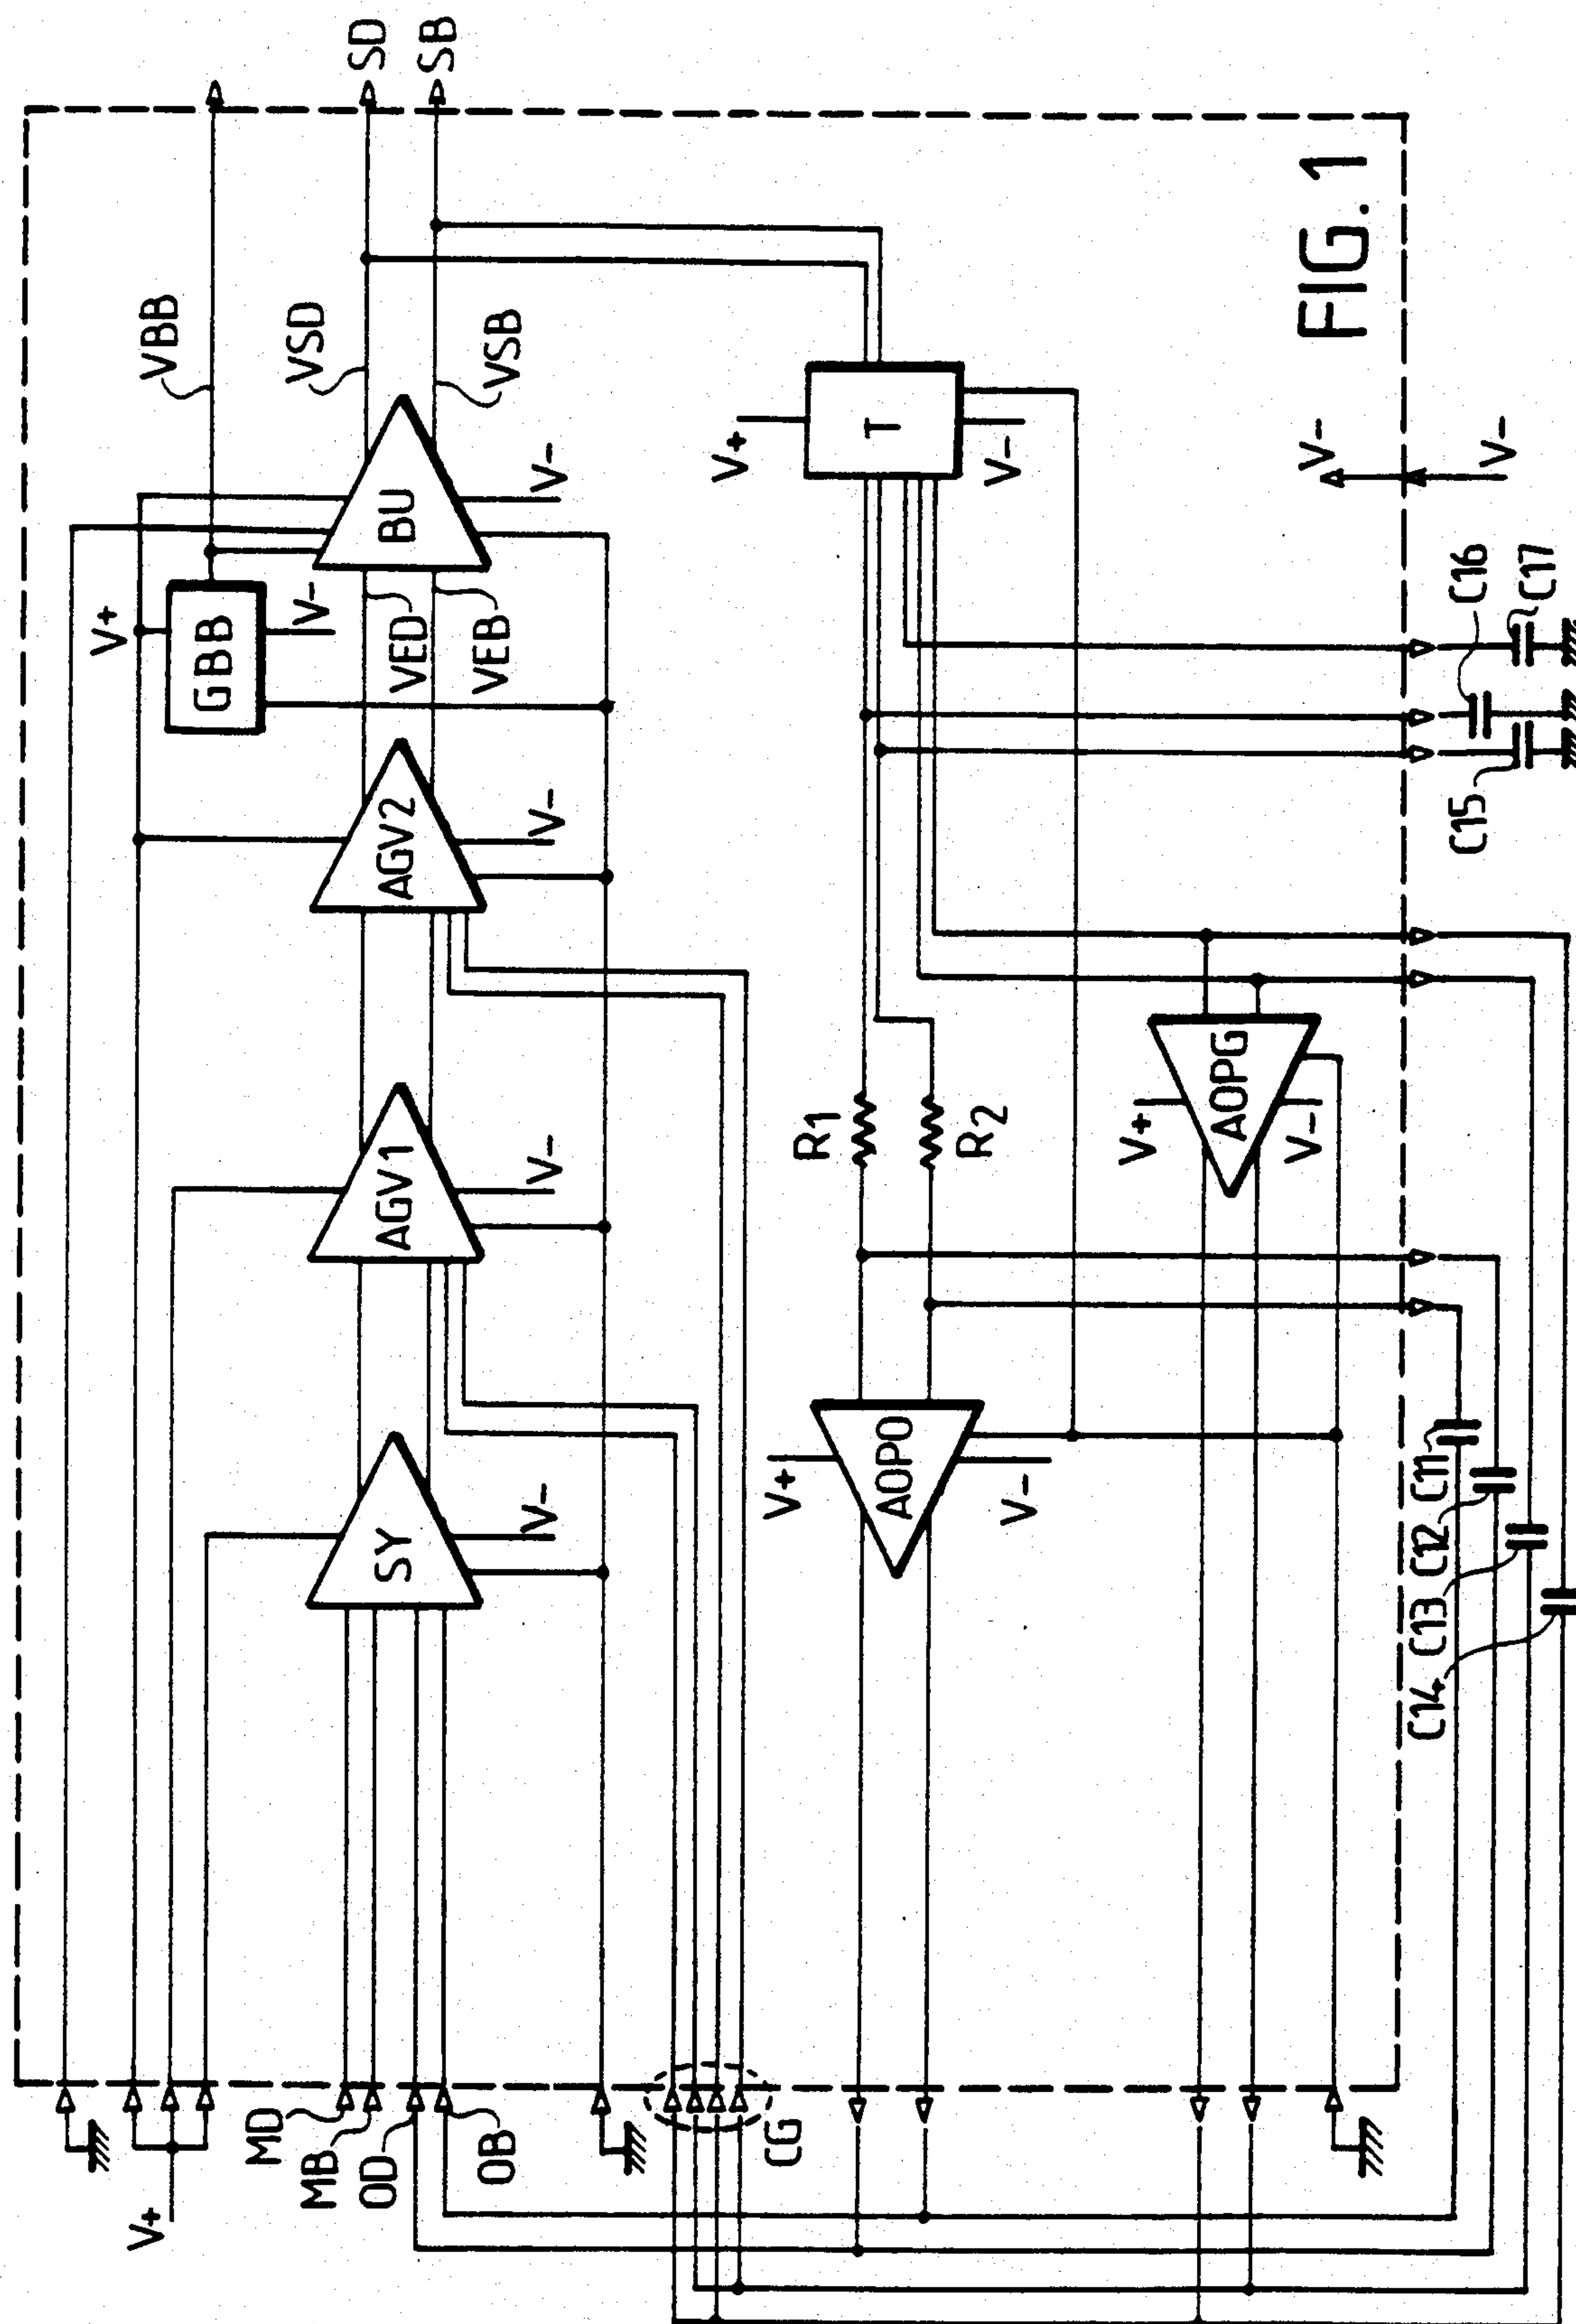 VBB
SD
SB
VSD
VSB
V+
GBB
V-
BU
V-
VED
VEB
AGV2
V-
AGV1
V-
SY
V-
V+
MD
MB
OD
OB
CG
V+
T
V-
R1
R2
V+
AOPG
V-
V+
AOPO
V-
V-
V-
C16
C17
C15
C11
C12
C13
C14
FIG. 1